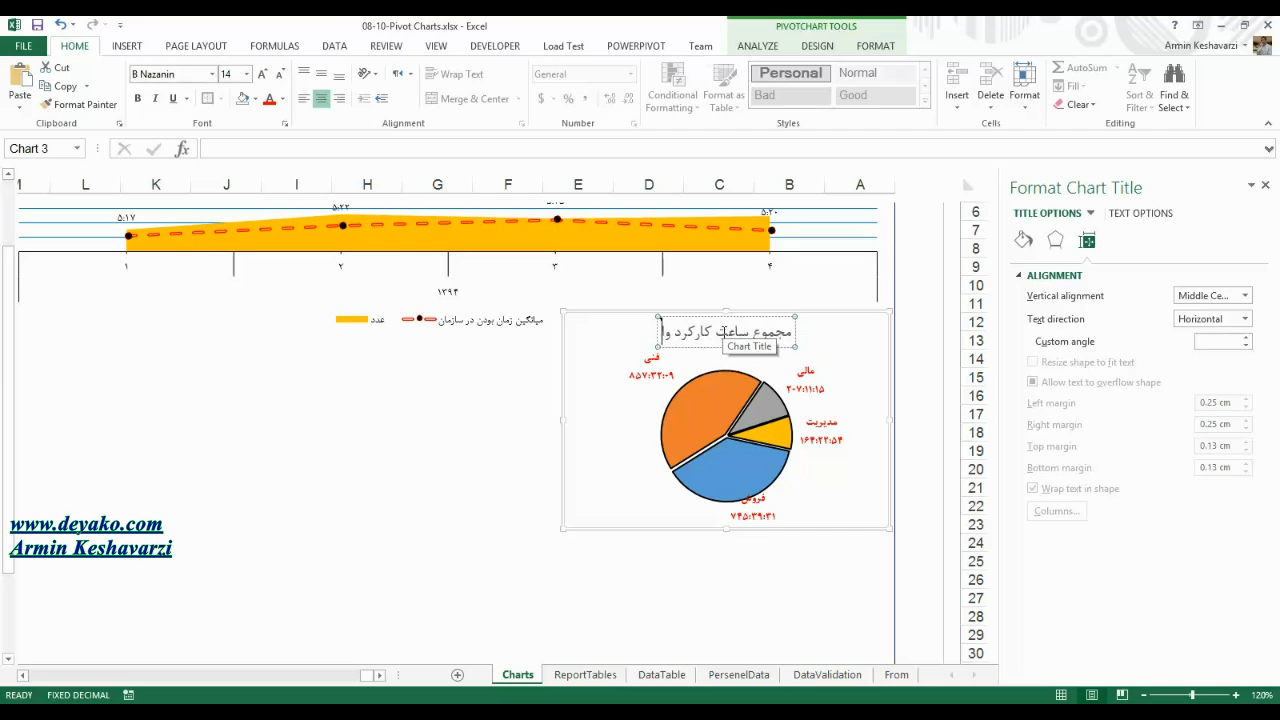 08-10-Pivot Charts.xlsx - Excel
PIVOTCHART TOOLS
FILE HOME INSERT PAGE LAYOUT FORMULAS DATA REVIEW VIEW DEVELOPER Load Test POWERPIVOT Team ANALYZE DESIGN FORMAT Armin Keshavarzi
Paste
Cut
Copy
Format Painter
Clipboard
B Nazanin 14
B I U
Font
Wrap Text
Merge & Center
Alignment
General
$ % ,
Number
Conditional Formatting
Format as Table
Personal Normal
Bad Good
Styles
Insert Delete Format
Cells
AutoSum
Fill
Clear
Sort & Filter
Find & Select
Editing
Chart 3
fx
L K J I H G F E D C B A
6
7
8
9
10
11
12
13
14
15
16
17
18
19
20
21
22
23
24
25
26
27
28
29
30
۵:۱۷ ۵:۲۲ ۵:۲۰
۱ ۲ ۳ ۴
۱۳۹۴
میانگین زمان بودن در سازمان
عدد
مجموع ساعت کارکرد وا
Chart Title
فنی
۸۵۷:۳۲:۰۹
مالی
۲۰۷:۱۱:۱۵
مدیریت
۱۶۴:۲۲:۵۴
فروش
۷۴۵:۳۹:۳۱
www.deyako.com
Armin Keshavarzi
Format Chart Title
TITLE OPTIONS TEXT OPTIONS
ALIGNMENT
Vertical alignment Middle Ce...
Text direction Horizontal
Custom angle
Resize shape to fit text
Allow text to overflow shape
Left margin 0.25 cm
Right margin 0.25 cm
Top margin 0.13 cm
Bottom margin 0.13 cm
Wrap text in shape
Columns...
Charts ReportTables DataTable PersenelData DataValidation From
READY FIXED DECIMAL 120%